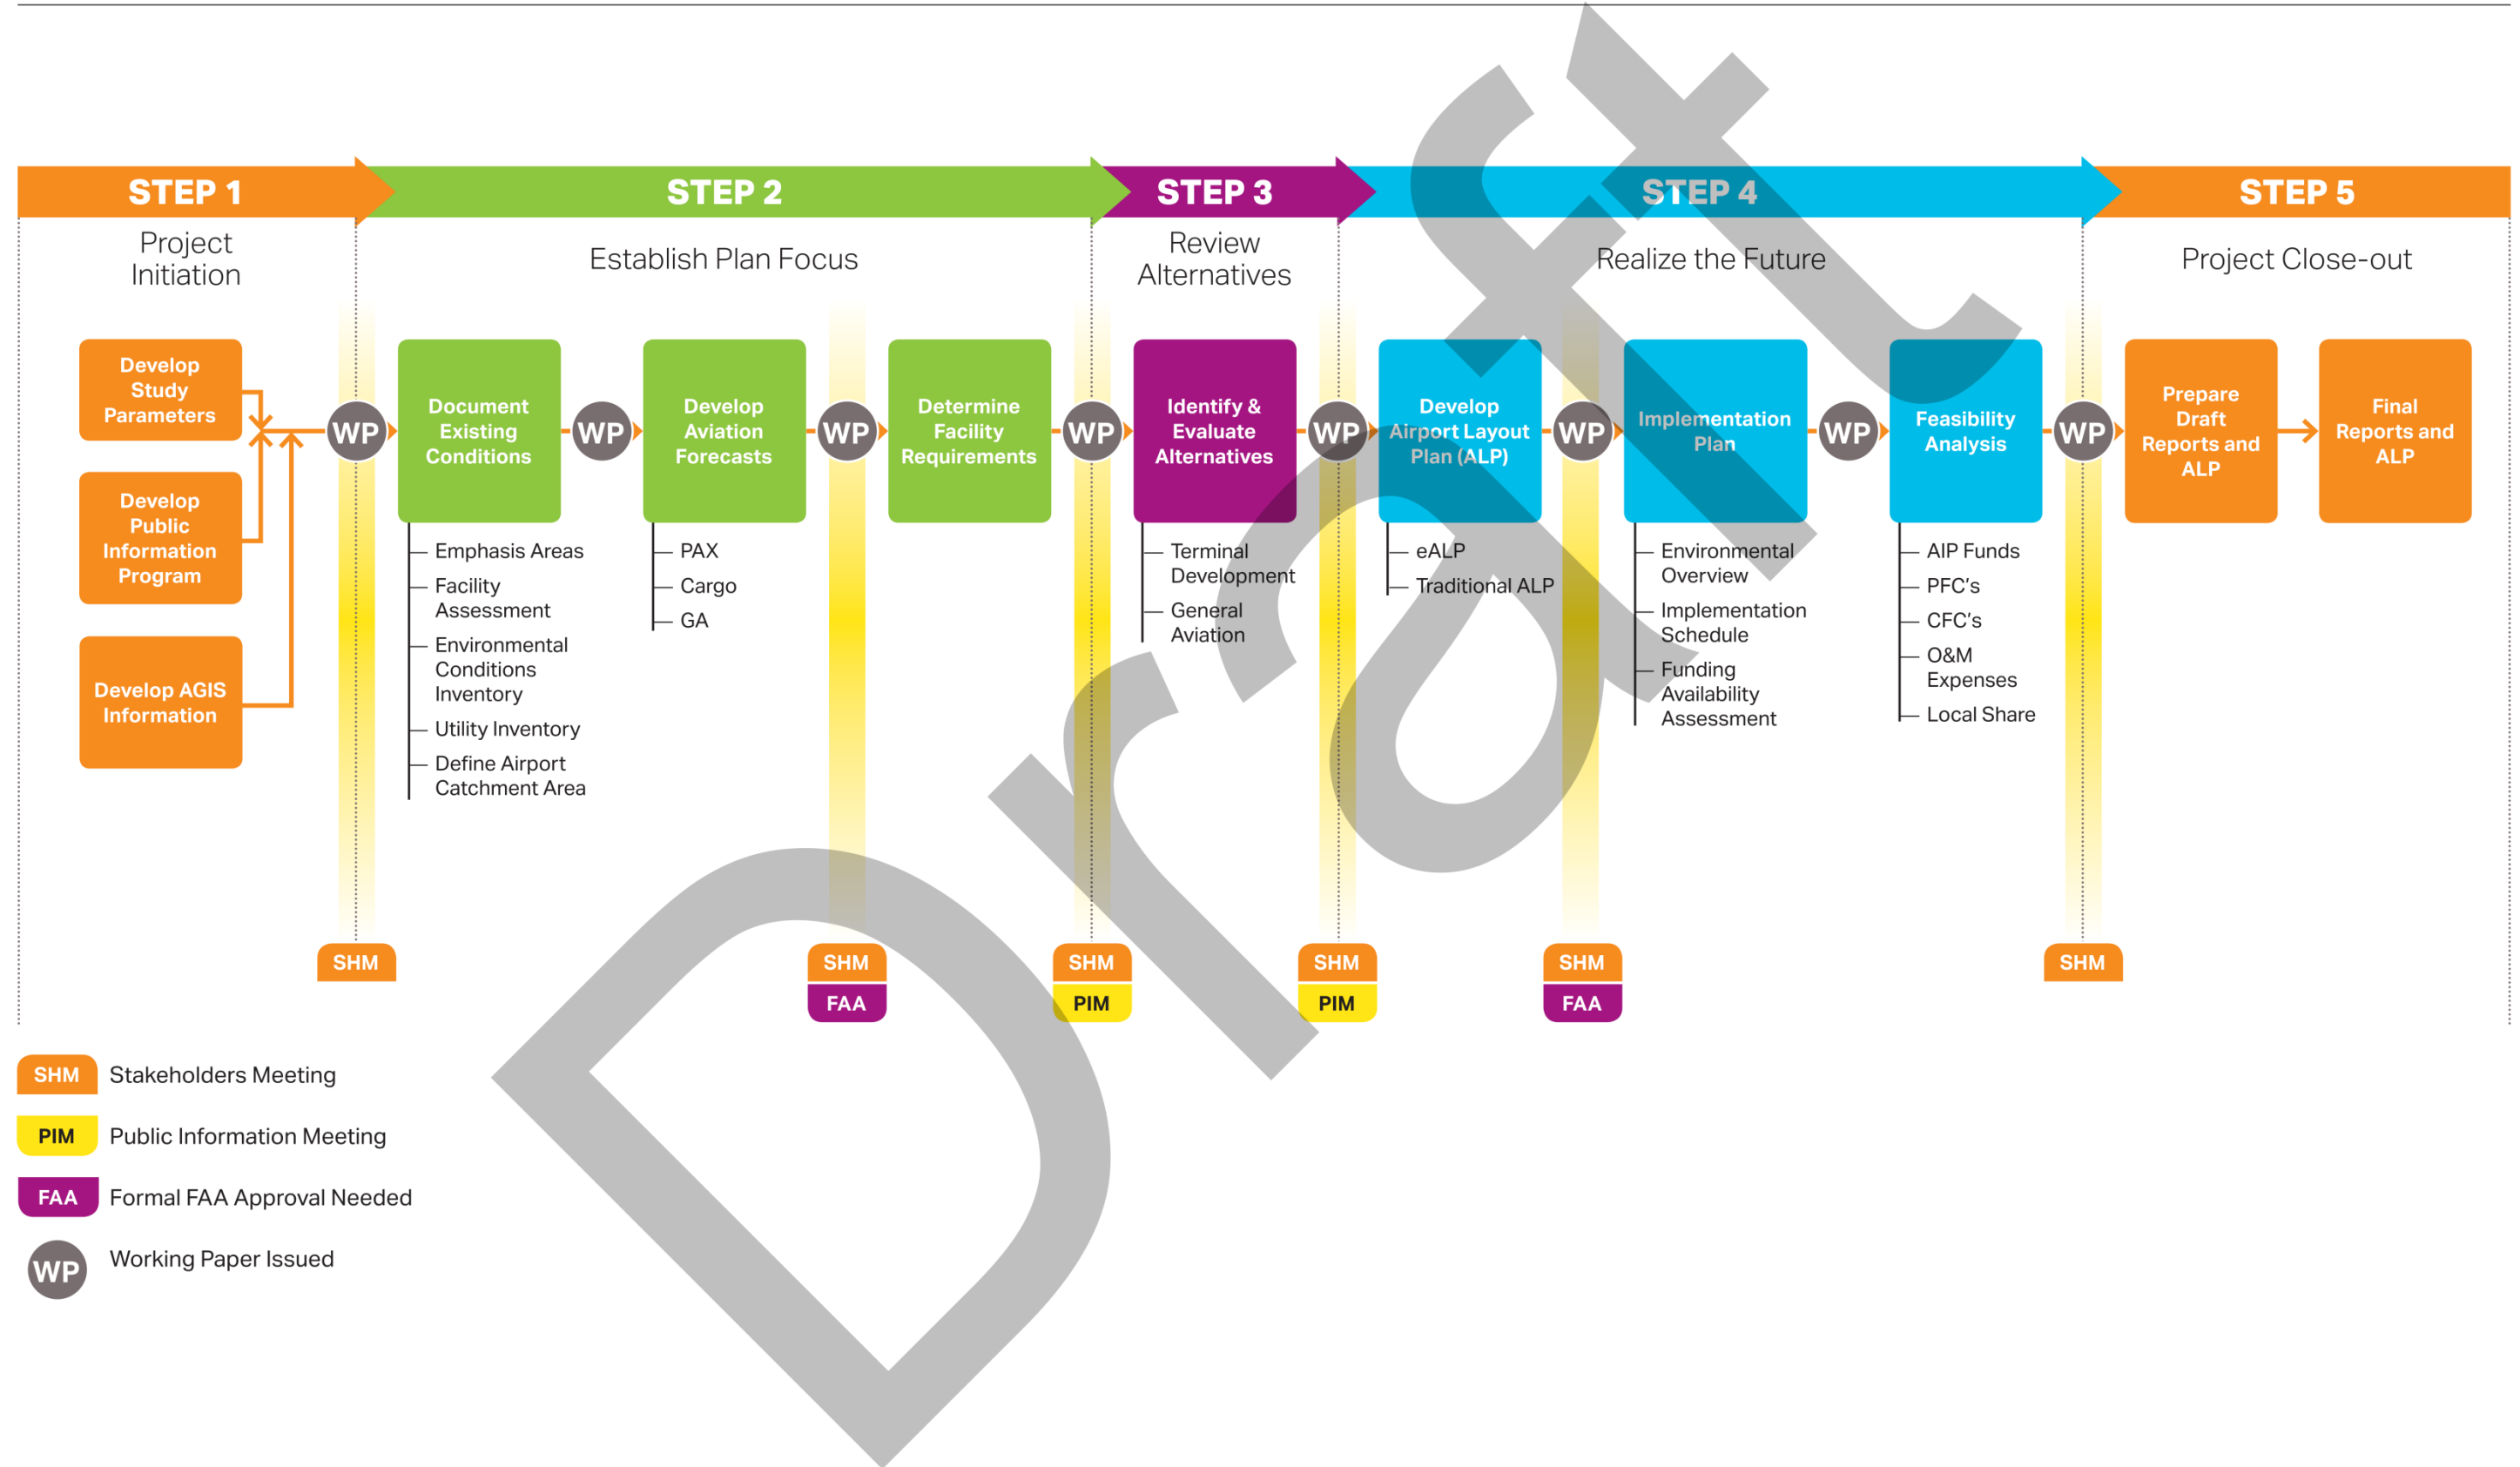 STEP 1
STEP 2
STEP 3
STEP 4
STEP 5
Project
Initiation
Establish Plan Focus
Review
Alternatives
Realize the Future
Project Close-out
Develop
Study
Parameters
Develop
Public
Information
Program
Develop AGIS
Information
WP
Document
Existing
Conditions
Emphasis Areas
Facility
Assessment
Environmental
Conditions
Inventory
Utility Inventory
Define Airport
Catchment Area
WP
Develop
Aviation
Forecasts
PAX
Cargo
GA
WP
Determine
Facility
Requirements
WP
Identify &
Evaluate
Alternatives
Terminal
Development
General
Aviation
WP
Develop
Airport Layout
Plan (ALP)
eALP
Traditional ALP
WP
Implementation
Plan
Environmental
Overview
Implementation
Schedule
Funding
Availability
Assessment
WP
Feasibility
Analysis
AIP Funds
PFC's
CFC's
O&M
Expenses
Local Share
WP
Prepare
Draft
Reports and
ALP
Final
Reports and
ALP
SHM
SHM
FAA
SHM
PIM
SHM
PIM
SHM
FAA
SHM
SHM Stakeholders Meeting
PIM Public Information Meeting
FAA Formal FAA Approval Needed
WP Working Paper Issued
Draft